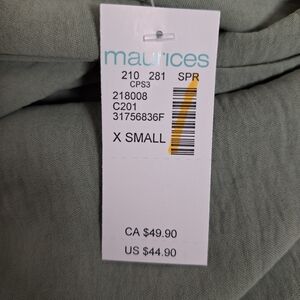 maurices
210 281 SPR
CPS3
218008
C201
31756836F
X SMALL
CA $49.90
US $44.90